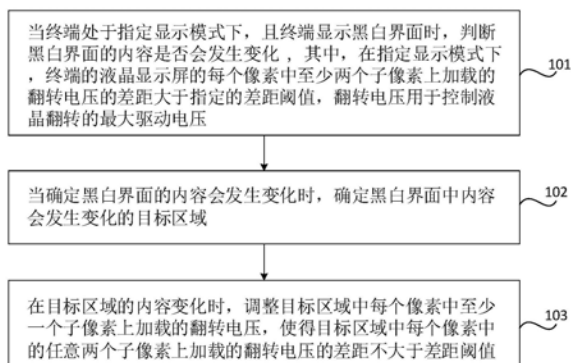 当终端处于指定显示模式下，且终端显示黑白界面时，判断
黑白界面的内容是否会发生变化，其中，在指定显示模式下
，终端的液晶显示屏的每个像素中至少两个子像素上加载的
翻转电压的差距大于指定的差距阈值，翻转电压用于控制液
晶翻转的最大驱动电压
101
当确定黑白界面的内容会发生变化时，确定黑白界面中内容
会发生变化的目标区域
102
在目标区域的内容变化时，调整目标区域中每个像素中至少
一个子像素上加载的翻转电压，使得目标区域中每个像素中
的任意两个子像素上加载的翻转电压的差距不大于差距阈值
103